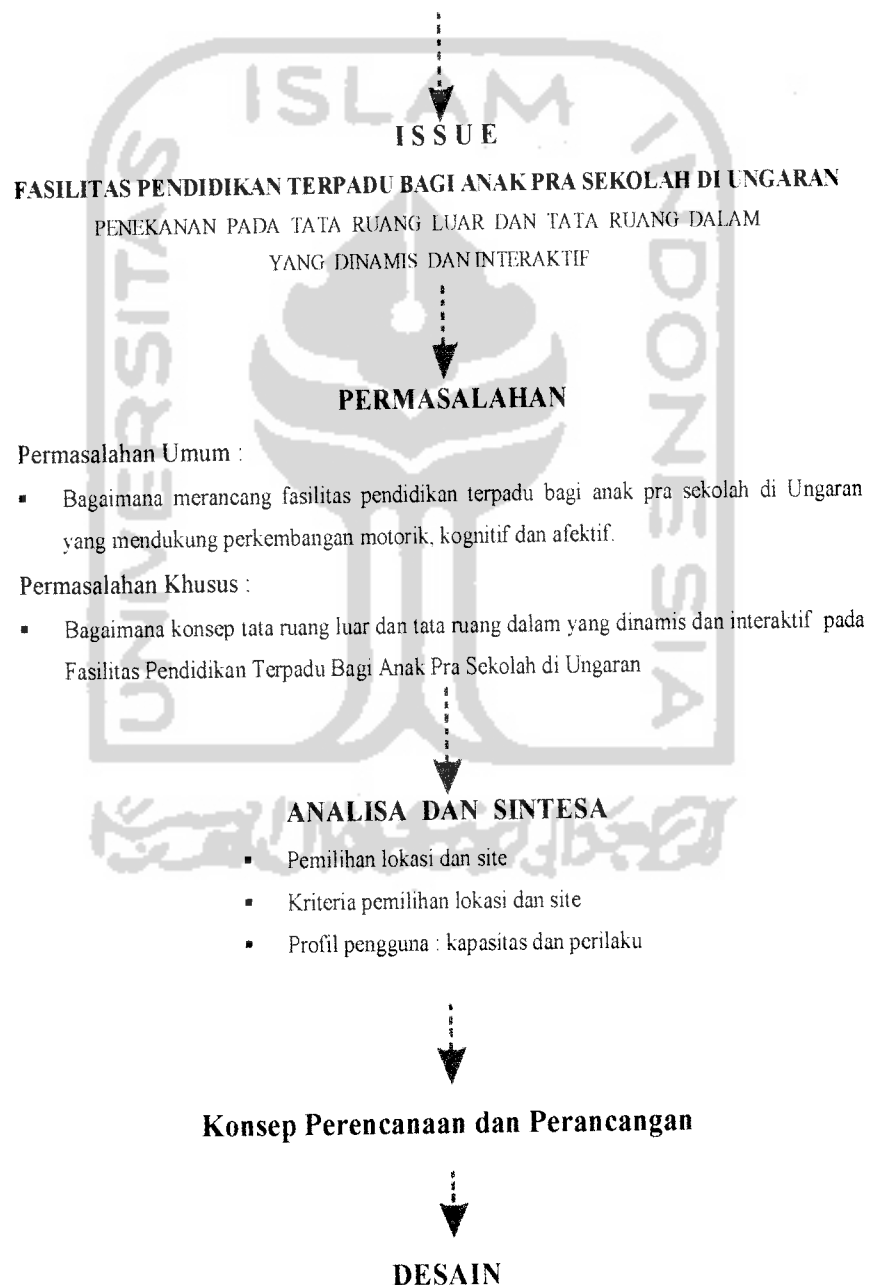 ISLAM
UNIVERSITAS
INDONESIA
I S S U E
FASILITAS PENDIDIKAN TERPADU BAGI ANAK PRA SEKOLAH DI UNGARAN
PENEKANAN PADA TATA RUANG LUAR DAN TATA RUANG DALAM
YANG DINAMIS DAN INTERAKTIF
PERMASALAHAN
Permasalahan Umum :
▪ Bagaimana merancang fasilitas pendidikan terpadu bagi anak pra sekolah di Ungaran
yang mendukung perkembangan motorik, kognitif dan afektif.
Permasalahan Khusus :
▪ Bagaimana konsep tata ruang luar dan tata ruang dalam yang dinamis dan interaktif pada
Fasilitas Pendidikan Terpadu Bagi Anak Pra Sekolah di Ungaran
ANALISA DAN SINTESA
▪ Pemilihan lokasi dan site
▪ Kriteria pemilihan lokasi dan site
▪ Profil pengguna : kapasitas dan perilaku
Konsep Perencanaan dan Perancangan
DESAIN